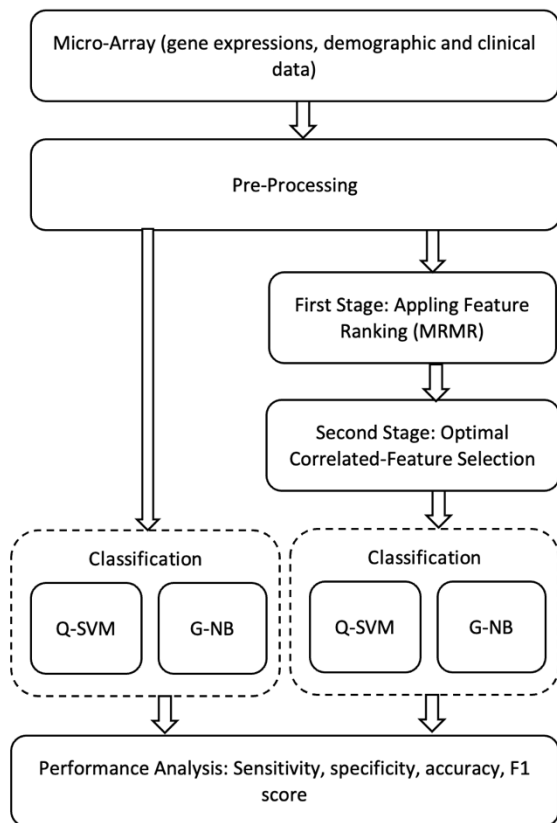 Micro-Array (gene expressions, demographic and clinical
data)
Pre-Processing
First Stage: Appling Feature
Ranking (MRMR)
Second Stage: Optimal
Correlated-Feature Selection
Classification
Q-SVM
G-NB
Classification
Q-SVM
G-NB
Performance Analysis: Sensitivity, specificity, accuracy, F1
score